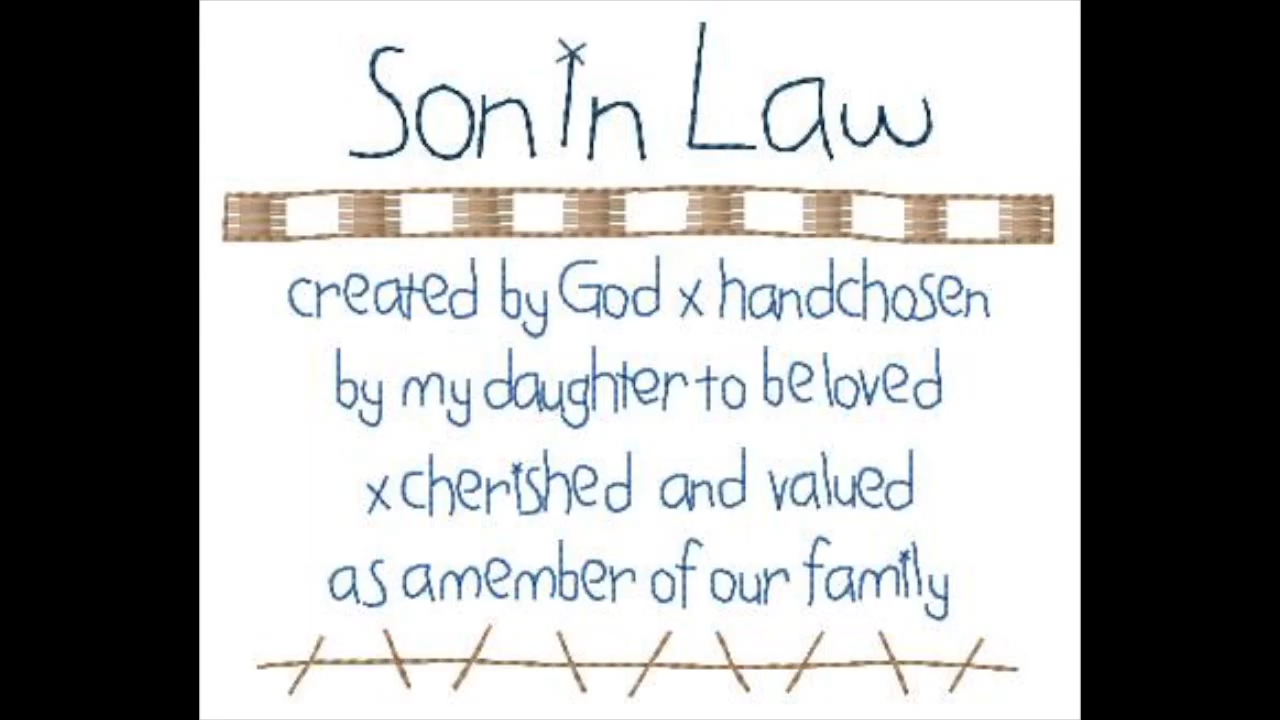 Son in Law
created by God x handchosen
by my daughter to be loved
x cherished and valued
as a member of our family